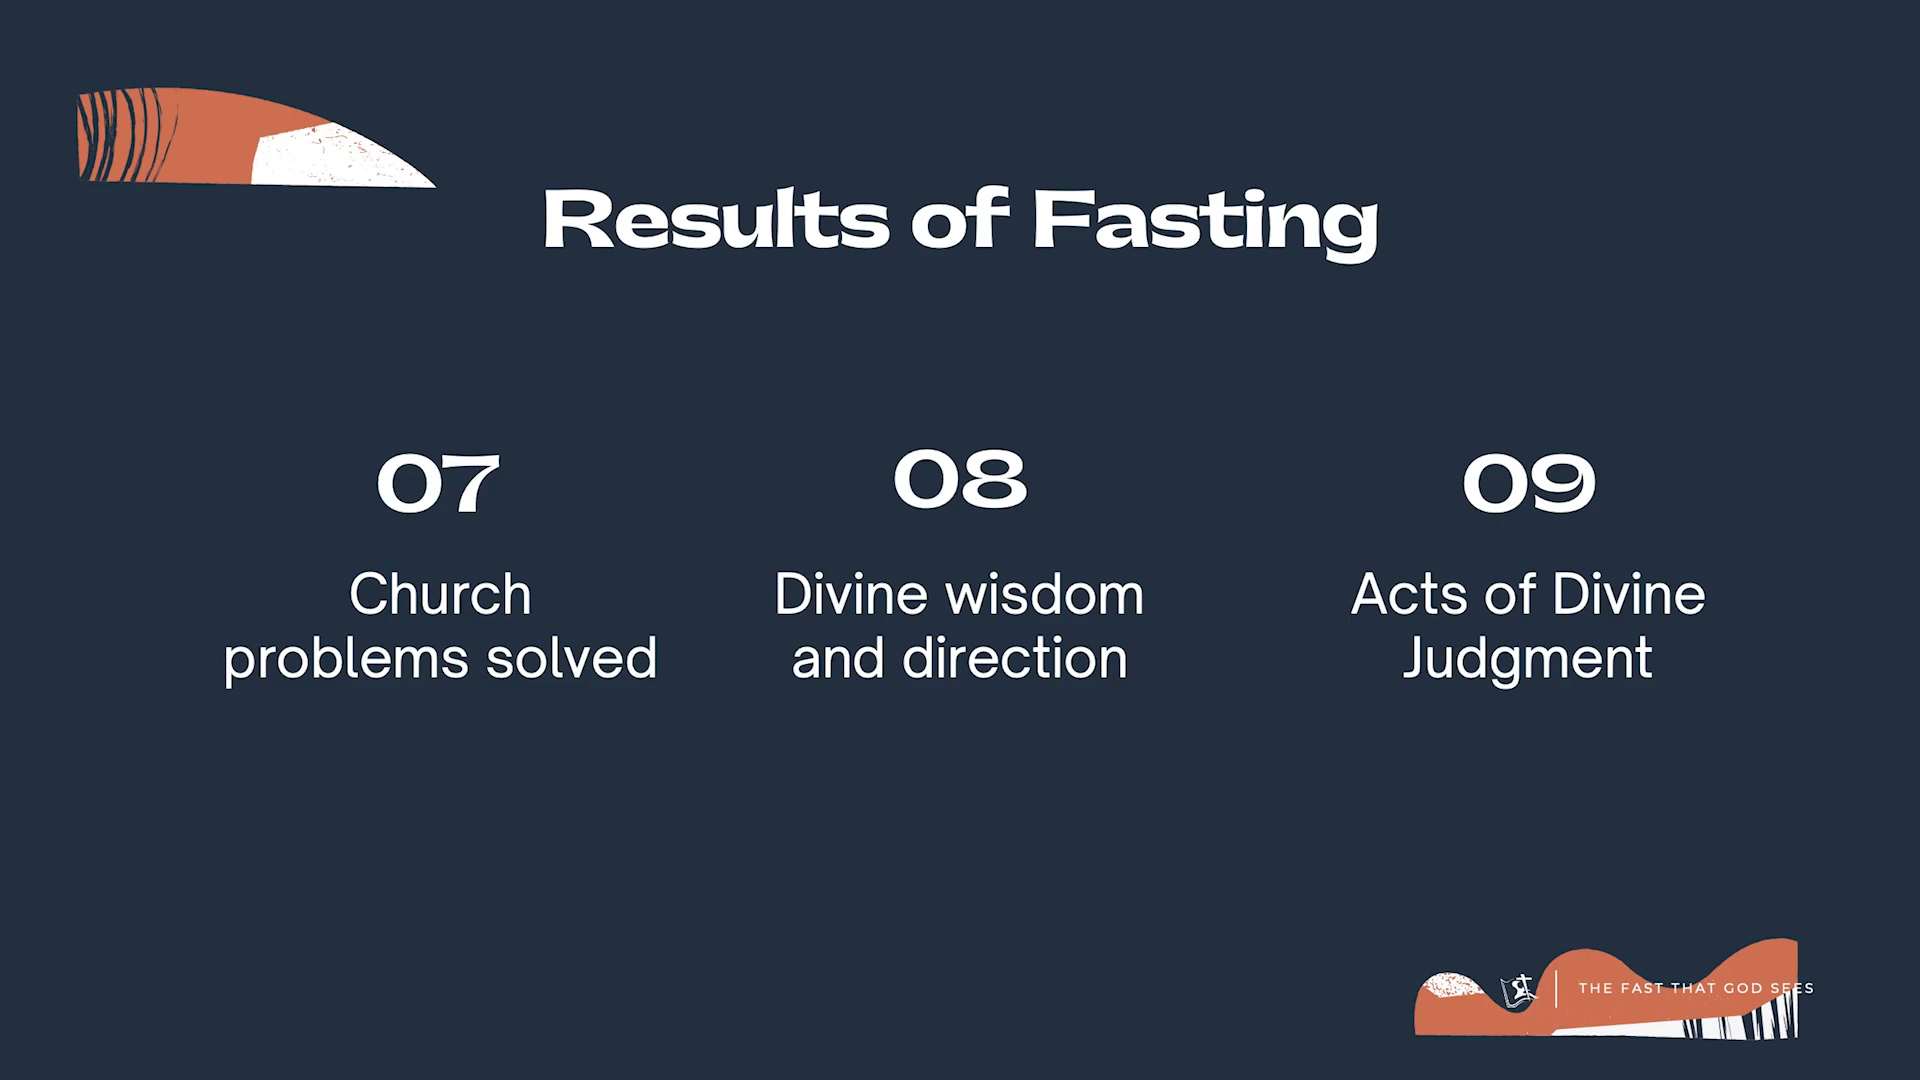 Results of Fasting
07
Church
problems solved
08
Divine wisdom
and direction
09
Acts of Divine
Judgment
THE FAST THAT GOD SEES